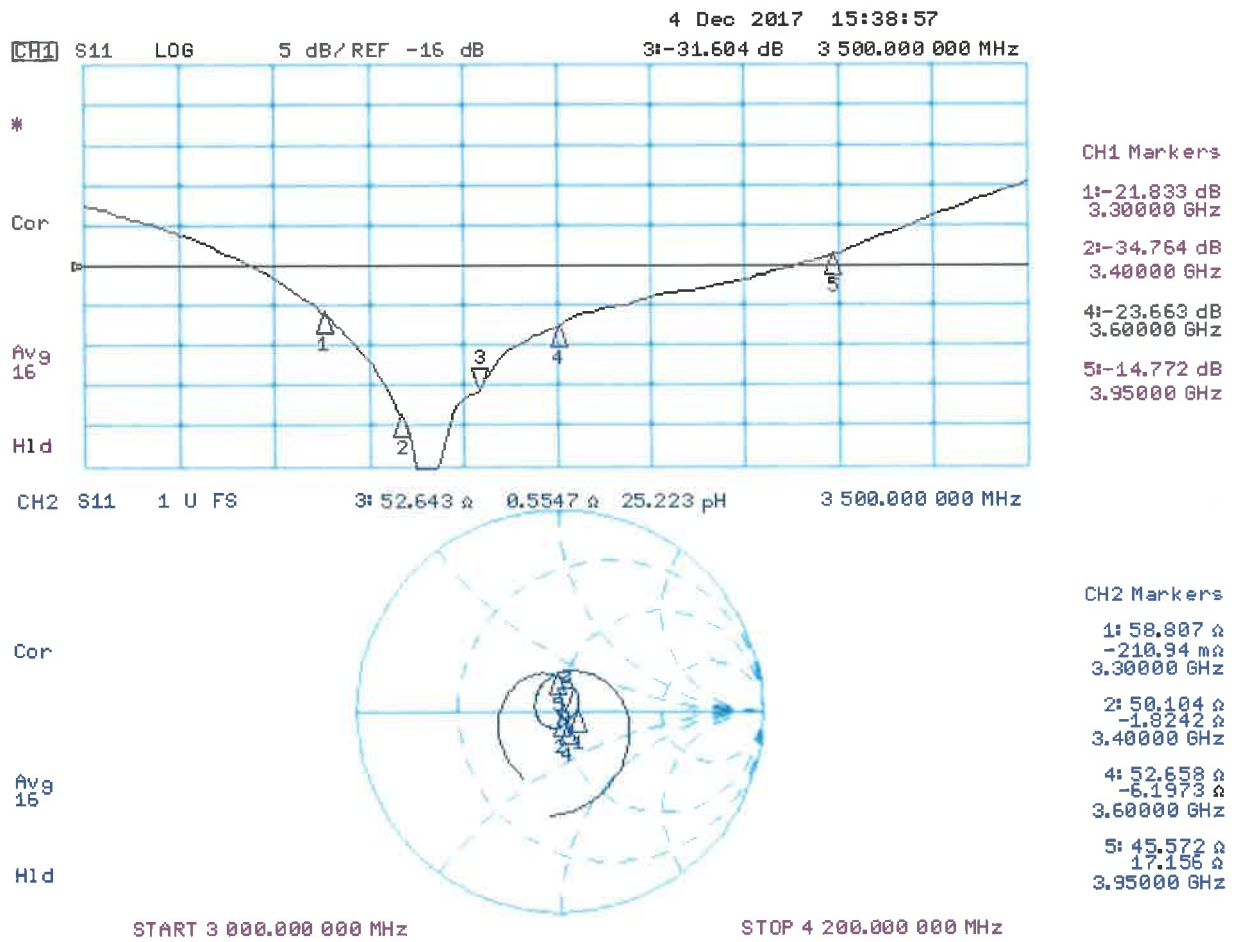 4 Dec 2017 15:38:57
CH1 S11 LOG 5 dB/REF -16 dB 3:-31.604 dB 3 500.000 000 MHz
*
CH1 Markers
1:-21.833 dB
3.30000 GHz
Cor
2:-34.764 dB
3.40000 GHz
4:-23.663 dB
3.60000 GHz
5:-14.772 dB
3.95000 GHz
Avg
16
Hld
1
2
3
4
5
CH2 S11 1 U FS 3: 52.643 Ω 0.5547 Ω 25.223 pH 3 500.000 000 MHz
CH2 Markers
1: 58.807 Ω
-210.94 mΩ
3.30000 GHz
Cor
2: 50.104 Ω
-1.8242 Ω
3.40000 GHz
4: 52.658 Ω
-6.1973 Ω
3.60000 GHz
Avg
16
5: 45.572 Ω
17.156 Ω
3.95000 GHz
Hld
1
4
START 3 000.000 000 MHz STOP 4 200.000 000 MHz